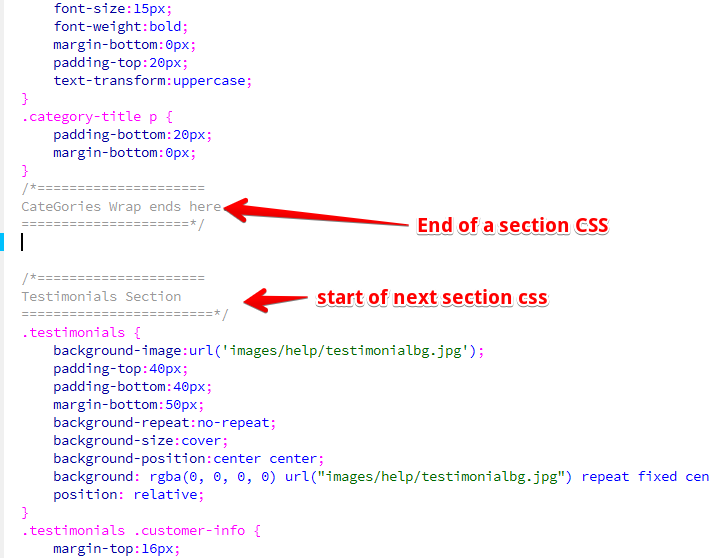 font-size:15px;
font-weight:bold;
margin-bottom:0px;
padding-top:20px;
text-transform:uppercase;
}
.category-title p {
padding-bottom:20px;
margin-bottom:0px;
}
/*=====================
CateGories Wrap ends here
=====================*/
End of a section CSS
/*=====================
Testimonials Section
========================*/
start of next section css
.testimonials {
background-image:url('images/help/testimonialbg.jpg');
padding-top:40px;
padding-bottom:40px;
margin-bottom:50px;
background-repeat:no-repeat;
background-size:cover;
background-position:center center;
background: rgba(0, 0, 0, 0) url("images/help/testimonialbg.jpg") repeat fixed cen
position: relative;
}
.testimonials .customer-info {
margin-top:16px;